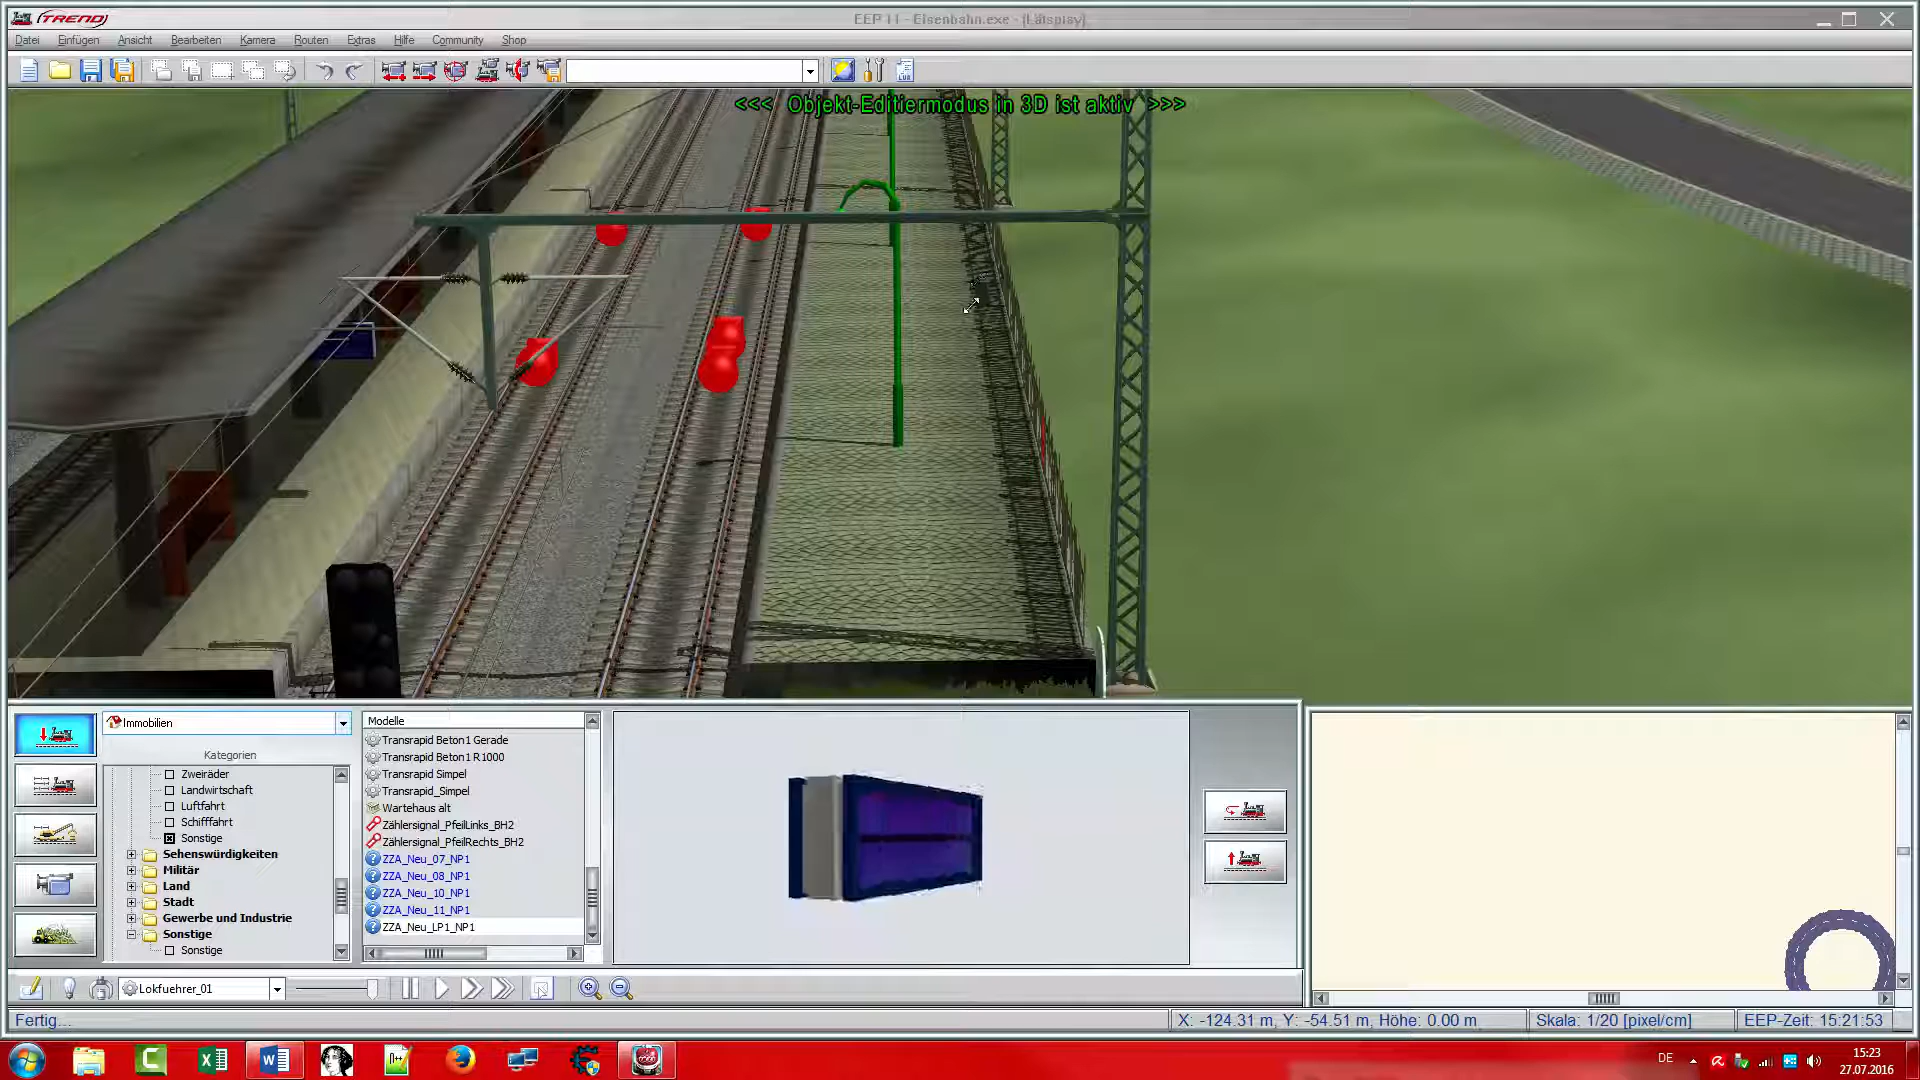 TREND
EEP 11 - Eisenbahn.exe - [Lätsplay]
Datei Einfügen Ansicht Bearbeiten Kamera Routen Extras Hilfe Community Shop
<<< Objekt-Editiermodus in 3D ist aktiv >>>
Immobilien
Kategorien
Zweiräder
Landwirtschaft
Luftfahrt
Schifffahrt
Sonstige
Sehenswürdigkeiten
Militär
Land
Stadt
Gewerbe und Industrie
Sonstige
Sonstige
Modelle
Transrapid Beton1 Gerade
Transrapid Beton1 R1000
Transrapid Simpel
Transrapid_Simpel
Wartehaus alt
Zählersignal_PfeilLinks_BH2
Zählersignal_PfeilRechts_BH2
ZZA_Neu_07_NP1
ZZA_Neu_08_NP1
ZZA_Neu_10_NP1
ZZA_Neu_11_NP1
ZZA_Neu_LP1_NP1
Lokfuehrer_01
Fertig...
X: -124.31 m, Y: -54.51 m, Höhe: 0.00 m
Skala: 1/20 [pixel/cm]
EEP-Zeit: 15:21:53
DE
15:23
27.07.2016